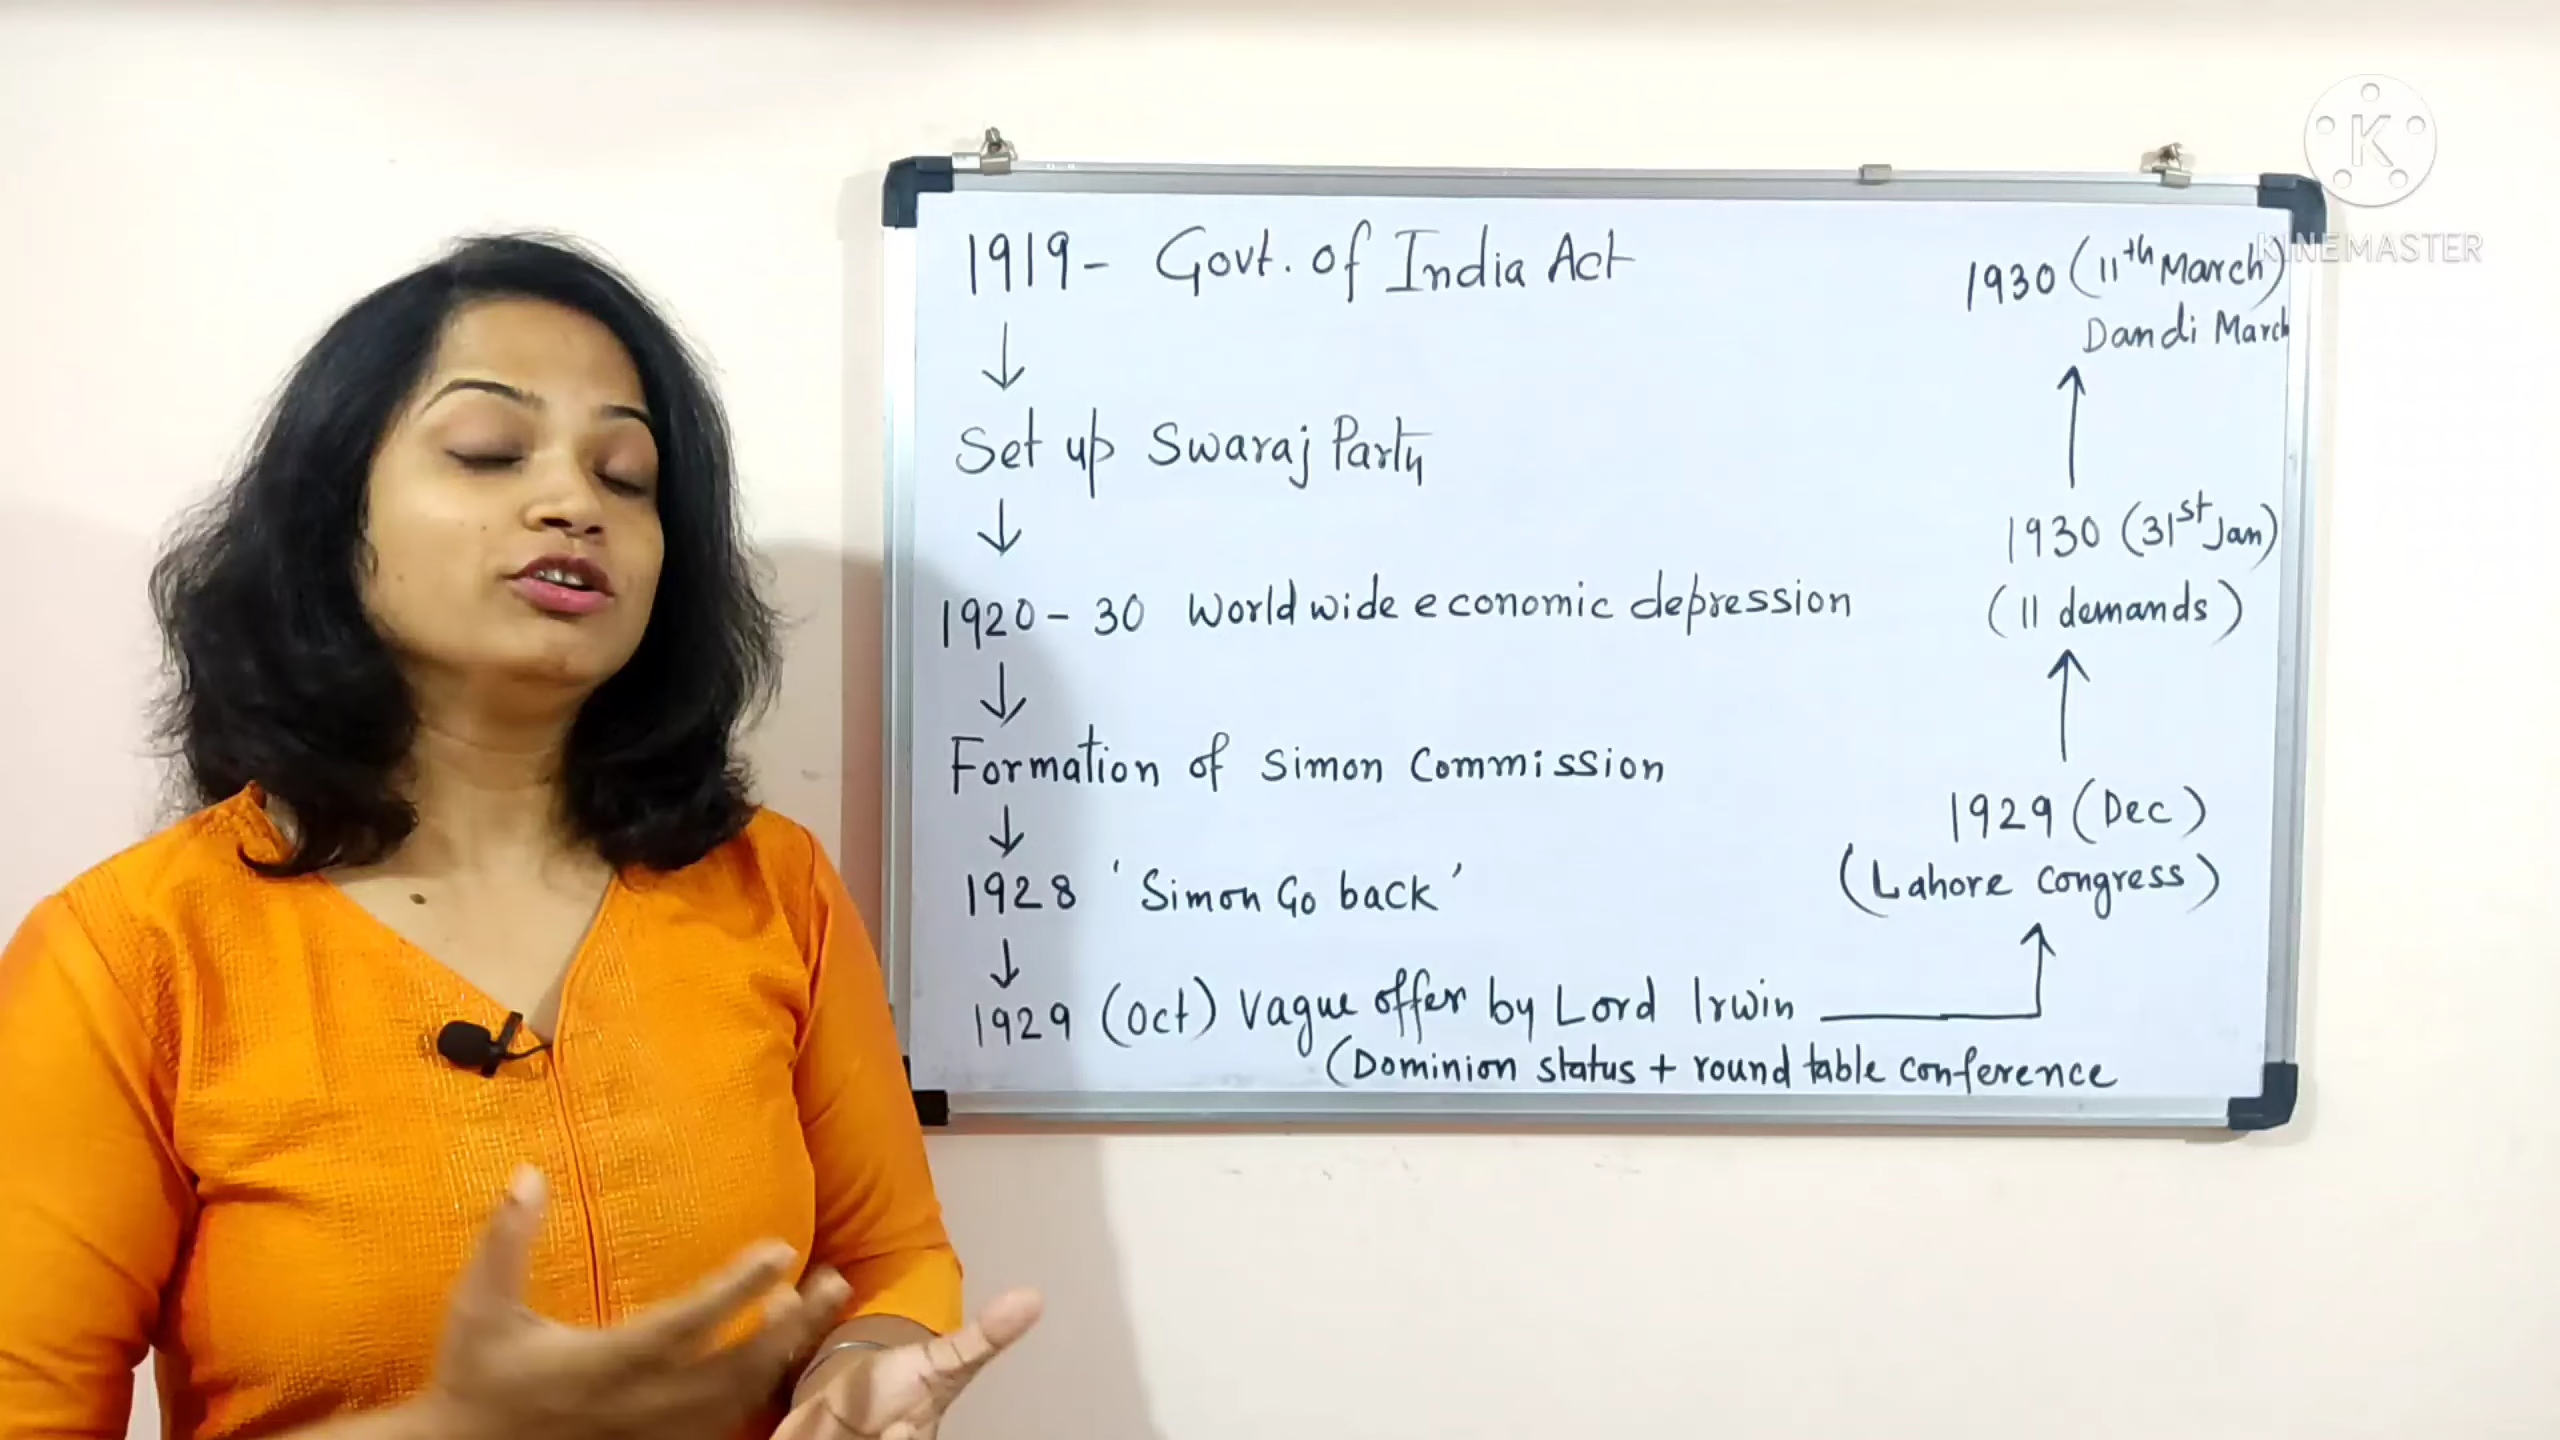 1919- Govt. of India Act
Set up Swaraj Party
1920-30 World wide economic depression
Formation of Simon Commission
1928 'Simon Go back'
1929 (Oct) Vague offer by Lord Irwin
(Dominion status + round table conference
1929 (Dec)
(Lahore Congress)
1930 (31st Jan)
(11 demands)
1930 (11th March)
Dandi March
K
KINEMASTER